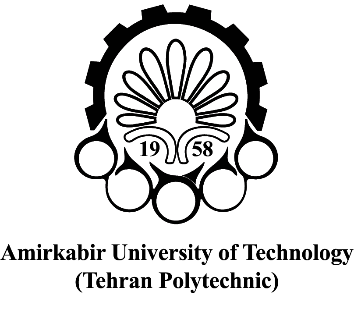 19 58
Amirkabir University of Technology
(Tehran Polytechnic)